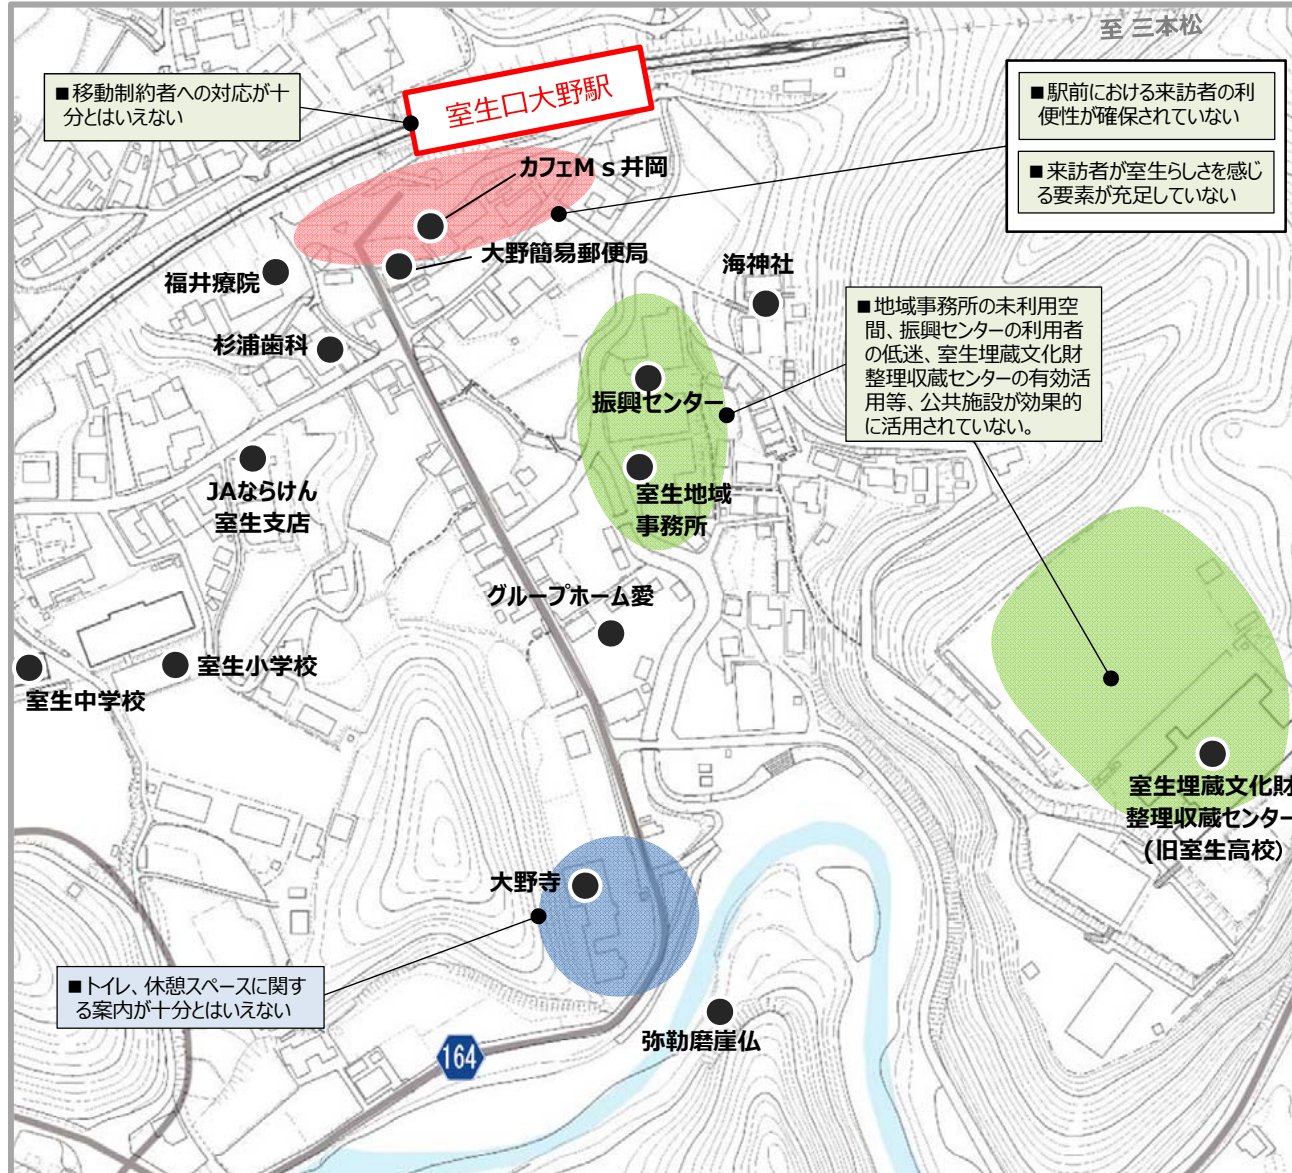 至 三本松
■移動制約者への対応が十
分とはいえない
室生口大野駅
■駅前における来訪者の利
便性が確保されていない
■来訪者が室生らしさを感じ
る要素が充足していない
カフェMｓ井岡
大野簡易郵便局
福井療院
海神社
杉浦歯科
■地域事務所の未利用空
間、振興センターの利用者
の低迷、室生埋蔵文化財
整理収蔵センターの有効活
用等、公共施設が効果的
に活用されていない。
振興センター
JAならけん
室生支店
室生地域
事務所
グループホーム愛
室生小学校
室生中学校
室生埋蔵文化財
整理収蔵センター
(旧室生高校)
大野寺
■トイレ、休憩スペースに関す
る案内が十分とはいえない
弥勒磨崖仏
164